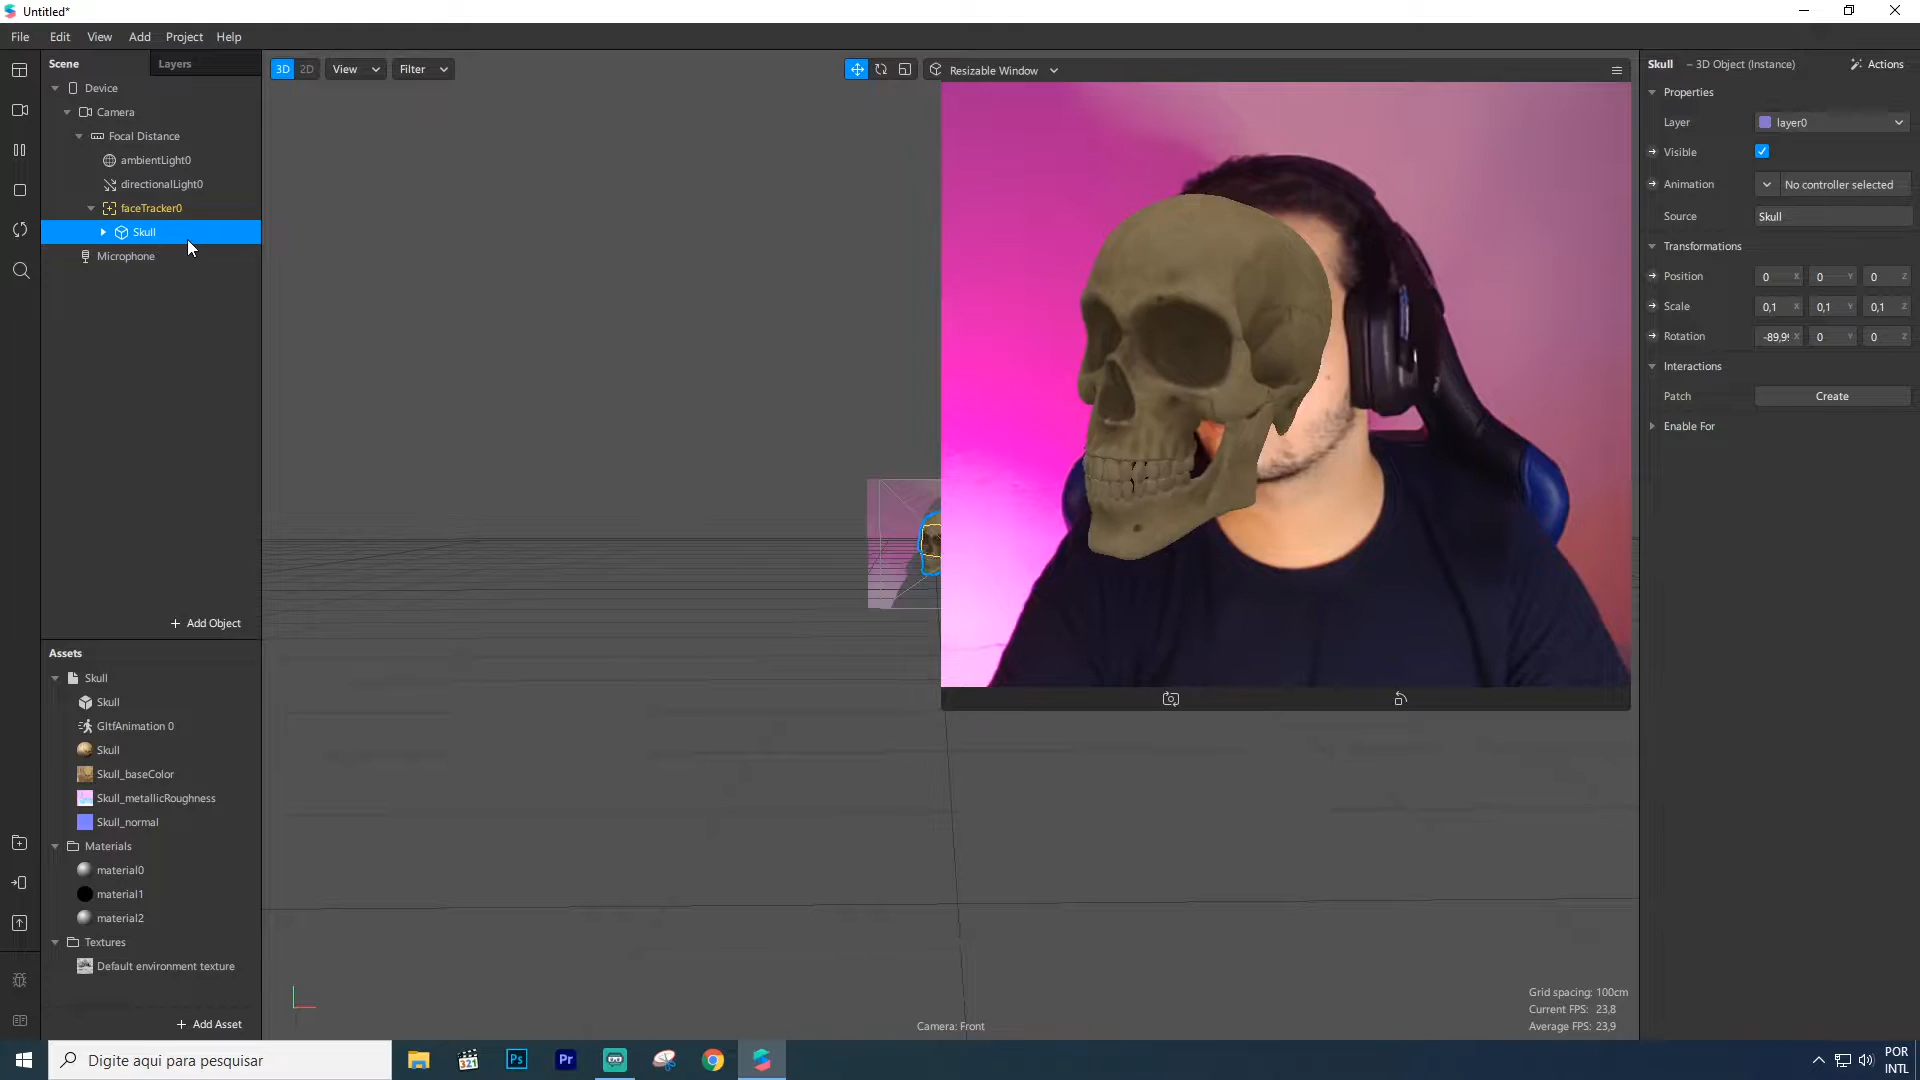 Untitled*
File Edit View Add Project Help
Scene Layers
Device
Camera
Focal Distance
ambientLight0
directionalLight0
faceTracker0
Skull
Microphone
+ Add Object
Assets
Skull
Skull
GltfAnimation 0
Skull
Skull_baseColor
Skull_metallicRoughness
Skull_normal
Materials
material0
material1
material2
Textures
Default environment texture
+ Add Asset
3D 2D View Filter
Resizable Window
Grid spacing: 100cm
Current FPS: 23,8
Average FPS: 23,9
Camera: Front
Skull – 3D Object (Instance) Actions
Properties
Layer layer0
Visible
Animation No controller selected
Source Skull
Transformations
Position 0 X 0 Y 0 Z
Scale 0,1 X 0,1 Y 0,1 Z
Rotation -89,9 X 0 Y 0 Z
Interactions
Patch Create
Enable For
Digite aqui para pesquisar
321
Ps
Pr
POR
INTL